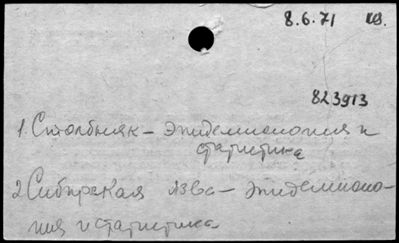 8.6.71
823913
1. Столбняк – эпидемиология и
статистика
2. Сибирская язва – эпидемиоло-
гия и статистика